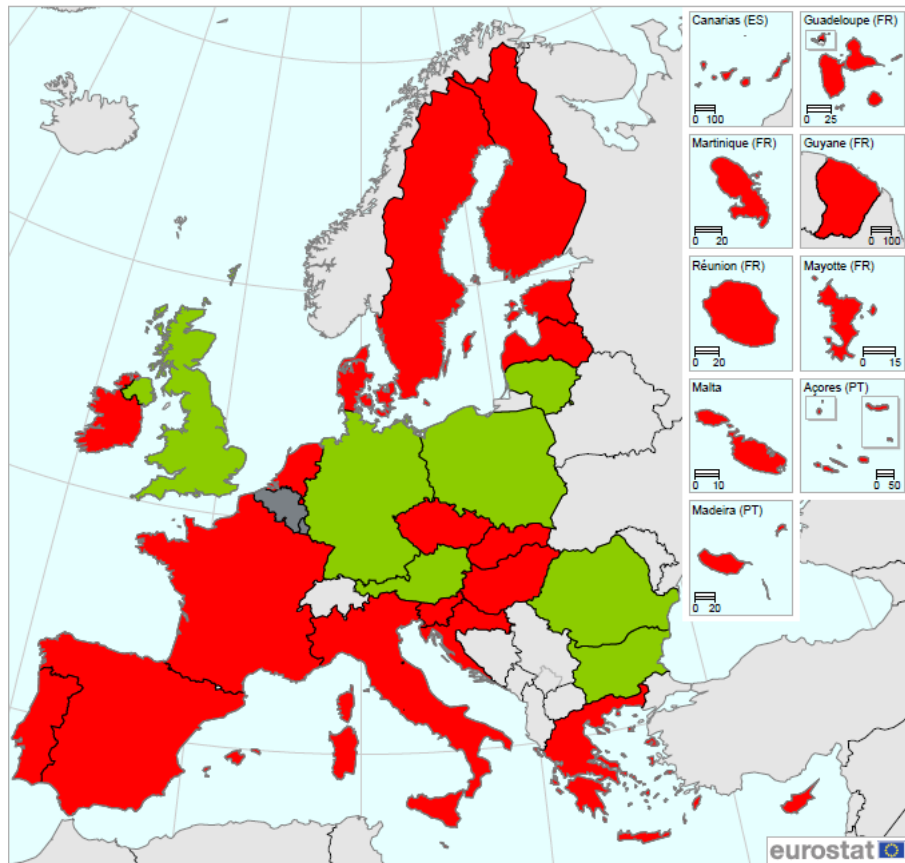 Canarias (ES)
0 100
Guadeloupe (FR)
0 25
Martinique (FR)
0 20
Guyane (FR)
0 100
Réunion (FR)
0 20
Mayotte (FR)
0 15
Malta
0 10
Açores (PT)
0 50
Madeira (PT)
0 20
eurostat